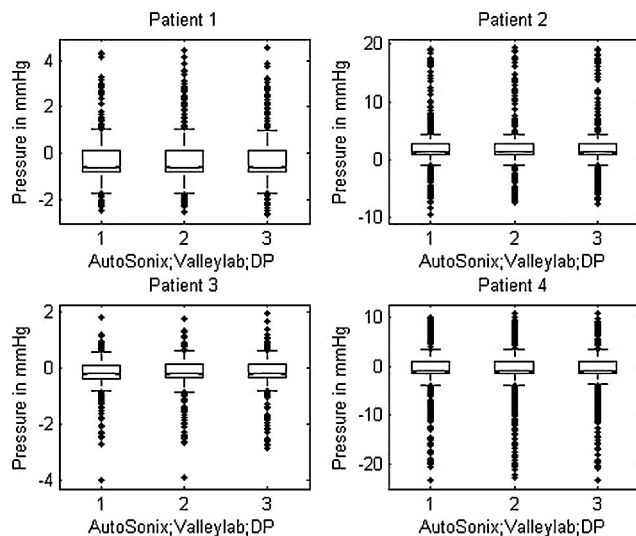 Patient 1
Pressure in mmHg
4
2
0
-2
1 2 3
AutoSonix;Valleylab;DP
Patient 2
Pressure in mmHg
20
10
0
-10
1 2 3
AutoSonix;Valleylab;DP
Patient 3
Pressure in mmHg
2
0
-2
-4
1 2 3
AutoSonix;Valleylab;DP
Patient 4
Pressure in mmHg
10
0
-10
-20
1 2 3
AutoSonix;Valleylab;DP